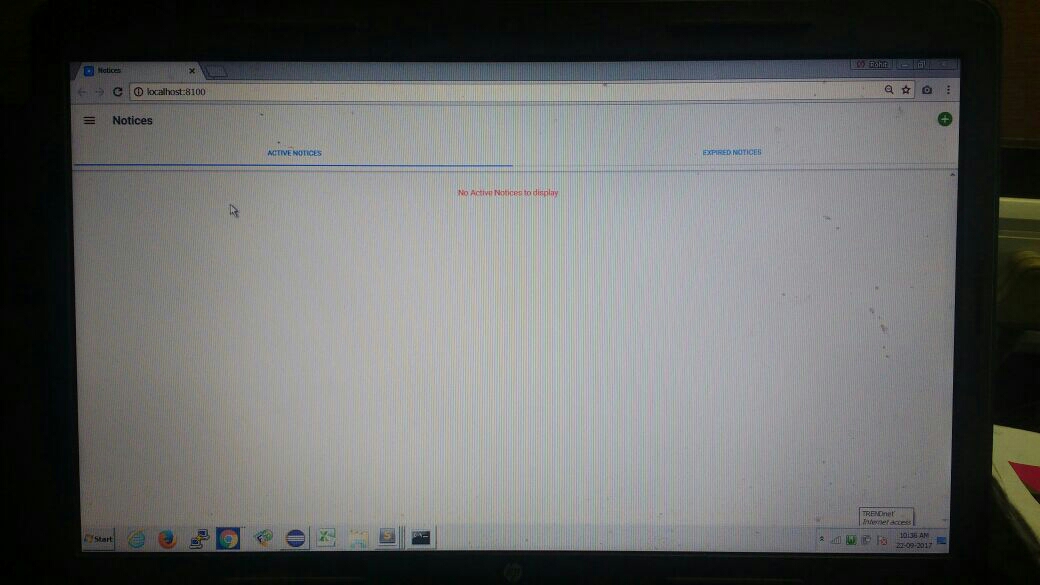 Notices
Rohit
localhost:8100
Notices
ACTIVE NOTICES
EXPIRED NOTICES
No Active Notices to display
TRENDnet
Internet access
Start
10:36 AM
22-09-2017
hp